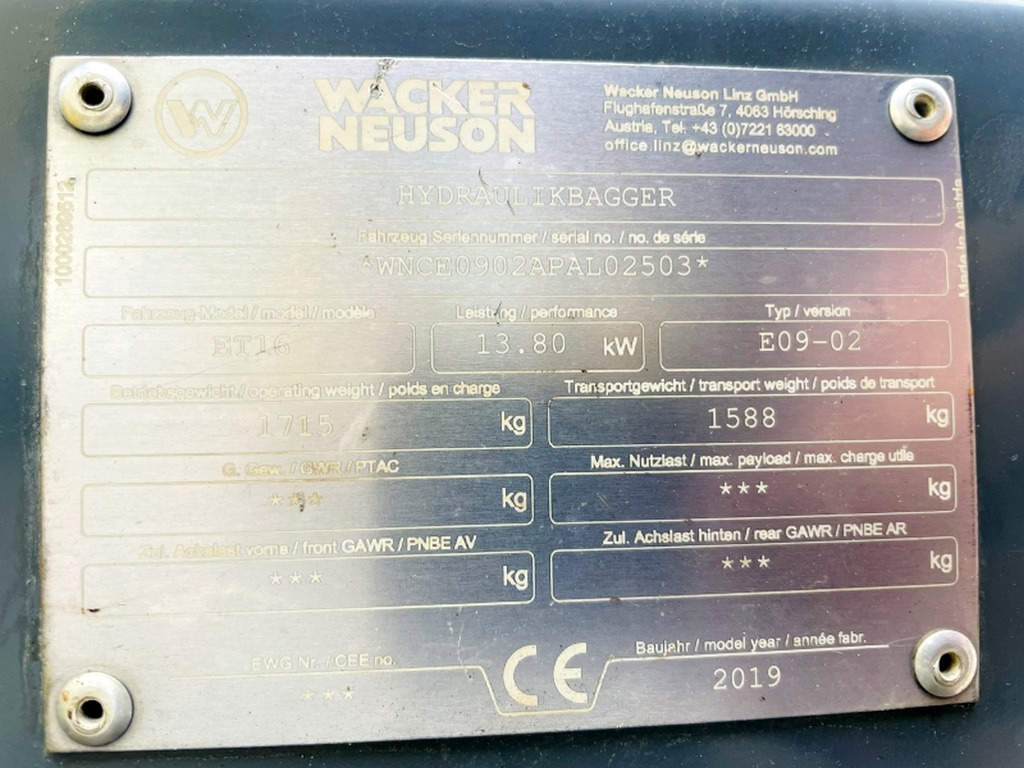 W
WACKER
NEUSON
Wacker Neuson Linz GmbH
Flughafenstraße 7, 4063 Hörsching
Austria, Tel. +43 (0)7221 63000
office.linz@wackerneuson.com
HYDRAULIKBAGGER
Fahrzeug Seriennummer / serial no. / no. de série
*WNCE0902APAL02503*
Fahrzeug-Model / model / modèle Leistung / performance Typ / version
ET16 13.80 kW E09-02
Betriebsgewicht / operating weight / poids en charge Transportgewicht / transport weight / poids de transport
1715 kg 1588 kg
G. Gew. / GWR / PTAC Max. Nutzlast / max. payload / max. charge utile
*** kg *** kg
Zul. Achslast vorne / front GAWR / PNBE AV Zul. Achslast hinten / rear GAWR / PNBE AR
*** kg *** kg
EWG Nr. / CEE no. CE Baujahr / model year / année fabr.
*** 2019
Made in Austria